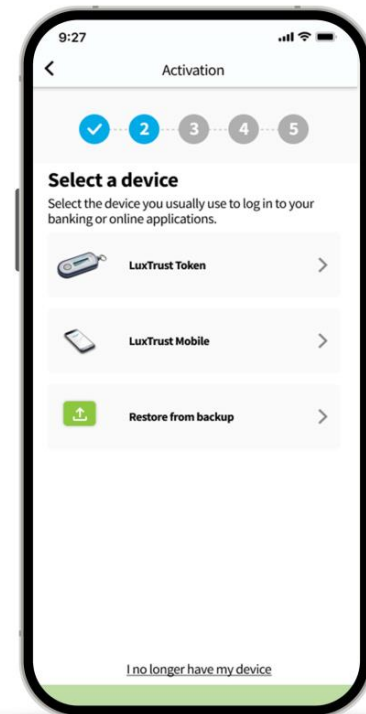 9:27
Activation
2 3 4 5
Select a device
Select the device you usually use to log in to your
banking or online applications.
LuxTrust Token
LuxTrust Mobile
Restore from backup
I no longer have my device